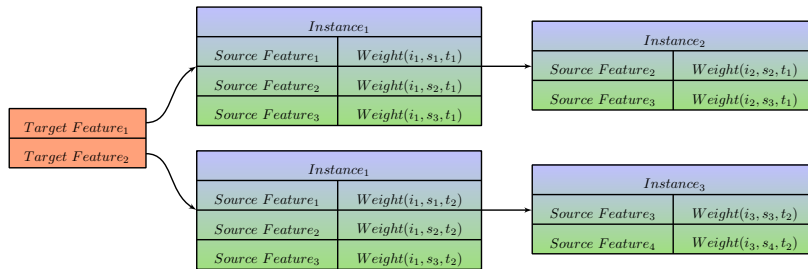 Instance₁
Source Feature₁ Weight(i₁, s₁, t₁)
Source Feature₂ Weight(i₁, s₂, t₁)
Source Feature₃ Weight(i₁, s₃, t₁)
Instance₂
Source Feature₂ Weight(i₂, s₂, t₁)
Source Feature₃ Weight(i₂, s₃, t₁)
Target Feature₁
Target Feature₂
Instance₁
Source Feature₁ Weight(i₁, s₁, t₂)
Source Feature₂ Weight(i₁, s₂, t₂)
Source Feature₃ Weight(i₁, s₃, t₂)
Instance₃
Source Feature₃ Weight(i₃, s₃, t₂)
Source Feature₄ Weight(i₃, s₄, t₂)